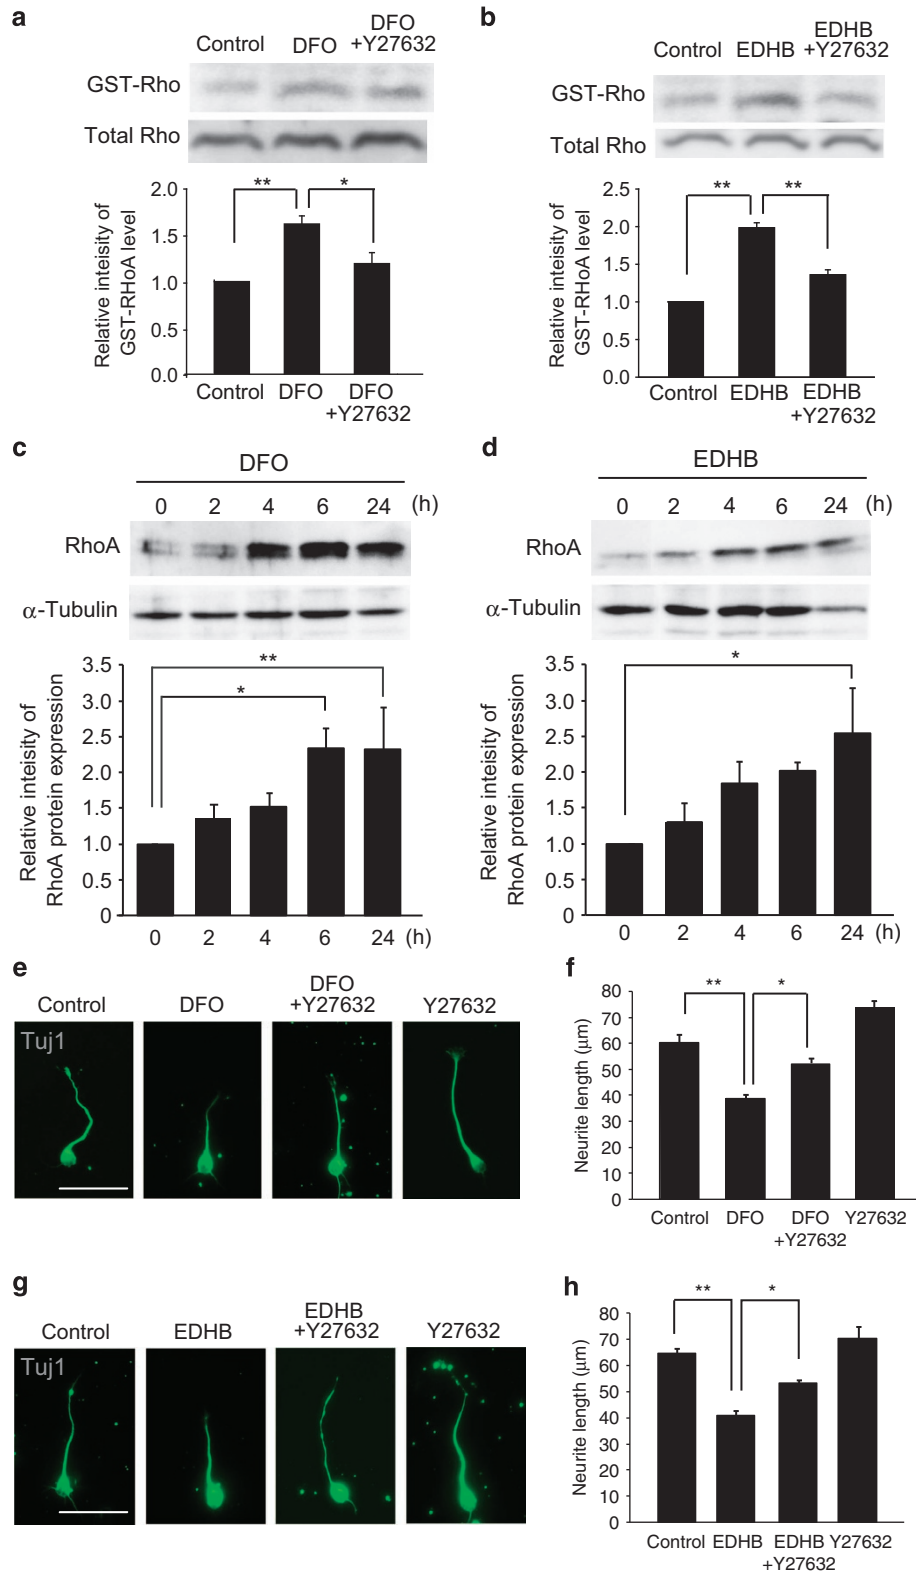 a
Control DFO DFO
+Y27632
GST-Rho
Total Rho
Relative inteisity of
GST-RHoA level
2.0
1.5
1.0
0.5
0.0
** *
Control DFO DFO
+Y27632
b
Control EDHB EDHB
+Y27632
GST-Rho
Total Rho
Relative inteisity of
GST-RHoA level
2.5
2.0
1.5
1.0
0.5
0.0
** **
Control EDHB EDHB
+Y27632
c
DFO
0 2 4 6 24 (h)
RhoA
α-Tubulin
Relative inteisity of
RhoA protein expression
3.5
3.0
2.5
2.0
1.5
1.0
0.5
0
**
*
0 2 4 6 24 (h)
d
EDHB
0 2 4 6 24 (h)
RhoA
α-Tubulin
Relative inteisity of
RhoA protein expression
3.5
3.0
2.5
2.0
1.5
1.0
0.5
0
*
0 2 4 6 24 (h)
e
Control DFO DFO
+Y27632 Y27632
Tuj1
f
Neurite length (μm)
80
70
60
50
40
30
20
10
0
** *
Control DFO DFO
+Y27632 Y27632
g
Control EDHB EDHB
+Y27632 Y27632
Tuj1
h
Neurite length (μm)
80
70
60
50
40
30
20
10
0
** *
Control EDHB EDHB Y27632
+Y27632